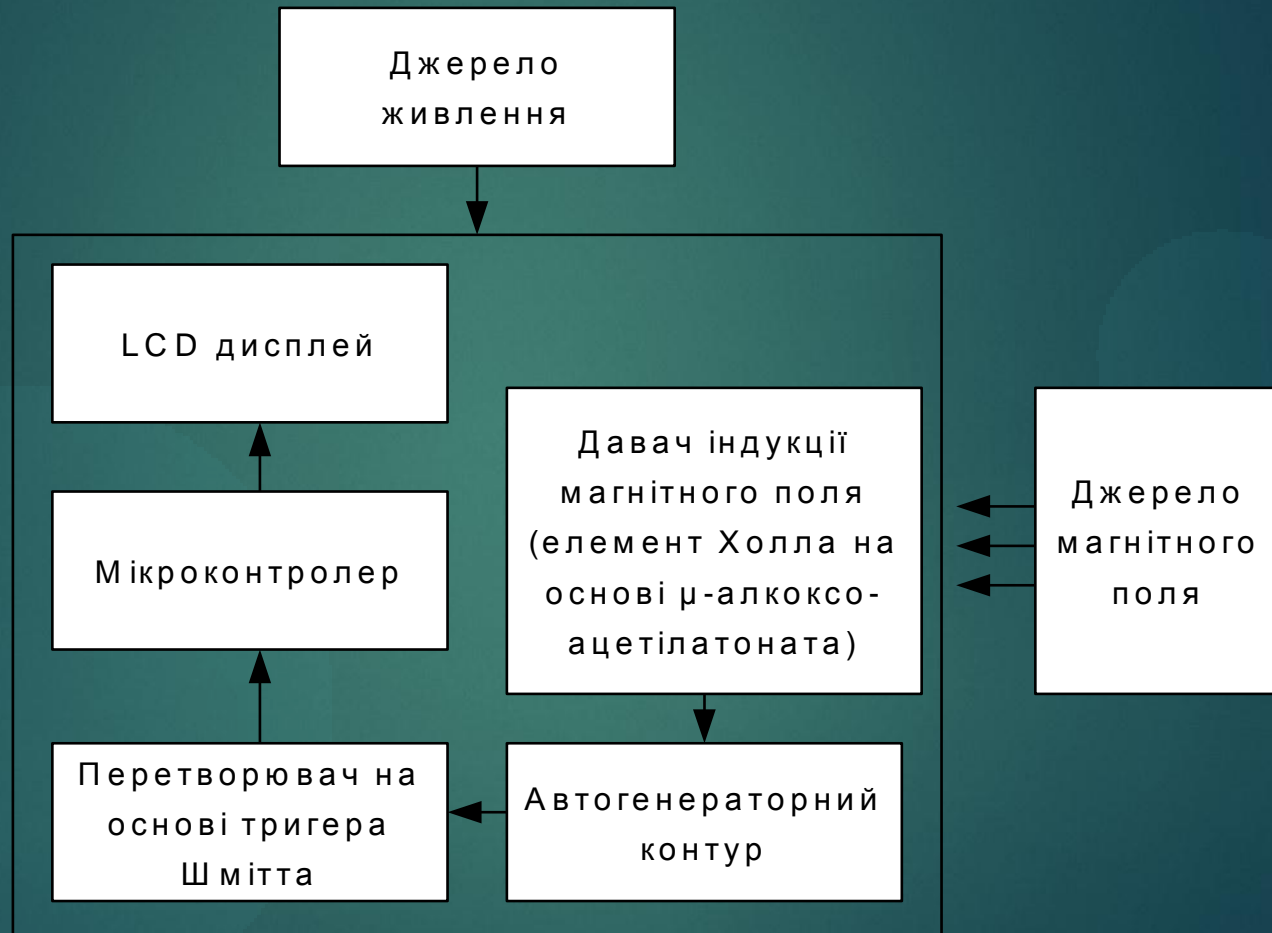 Джерело
живлення
LCD дисплей
Мікроконтролер
Перетворювач на
основі тригера
Шмітта
Давач індукції
магнітного поля
(елемент Холла на
основі μ-алкоксо-
ацетілатоната)
Автогенераторний
контур
Джерело
магнітного
поля